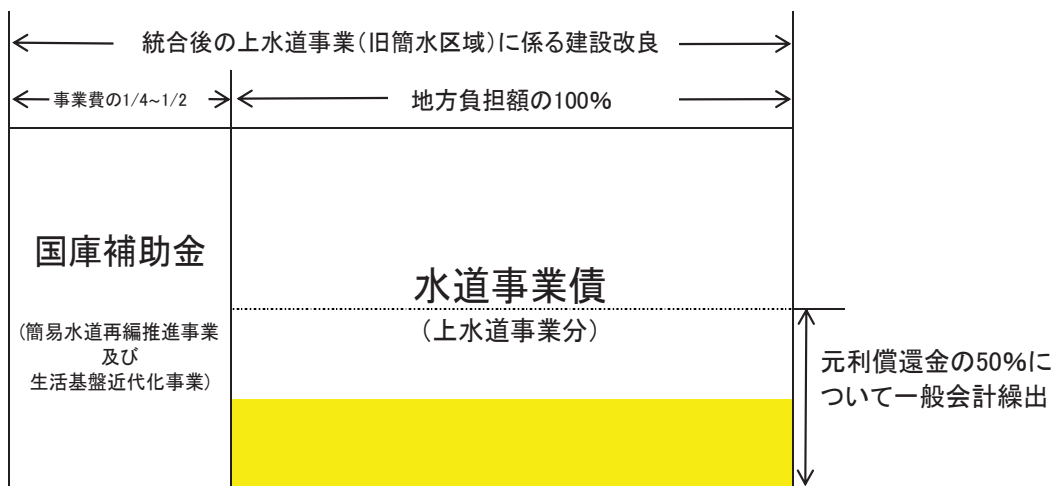 統合後の上水道事業（旧簡水区域）に係る建設改良
事業費の1/4~1/2
地方負担額の100％
国庫補助金
（簡易水道再編推進事業
及び
生活基盤近代化事業）
水道事業債
（上水道事業分）
元利償還金の50％に
ついて一般会計繰出